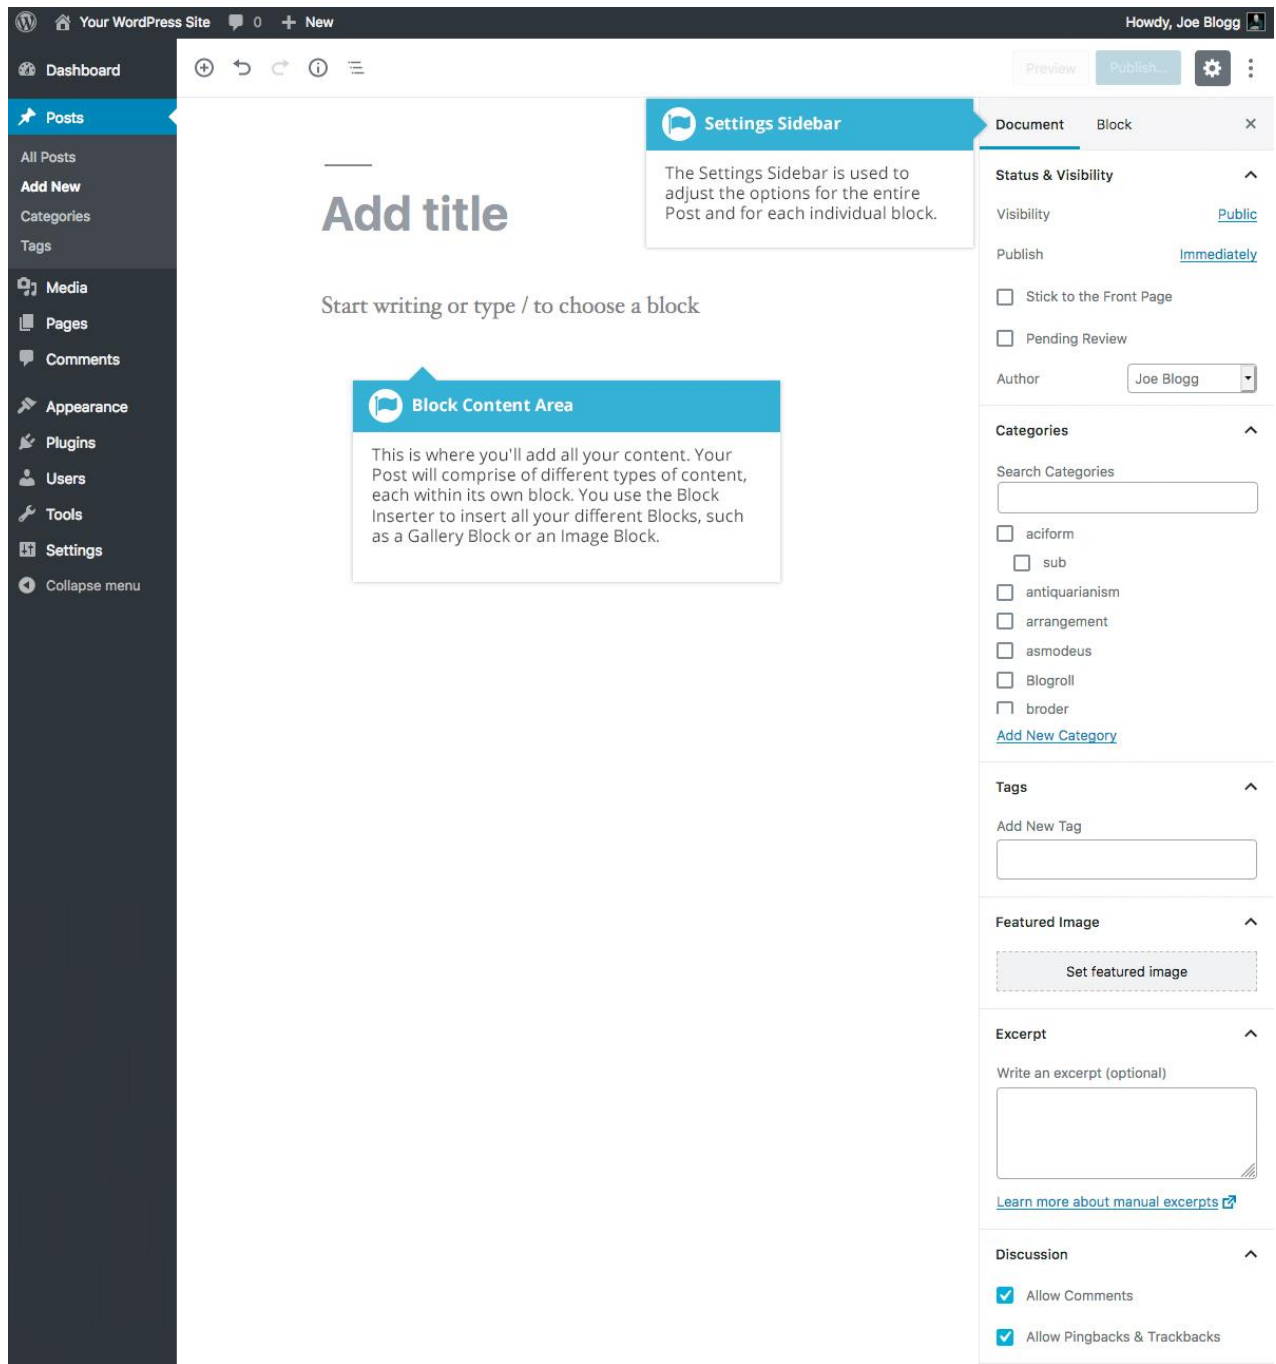 Your WordPress Site 0 New Howdy, Joe Blogg
Dashboard
Posts
All Posts
Add New
Categories
Tags
Media
Pages
Comments
Appearance
Plugins
Users
Tools
Settings
Collapse menu
Preview Publish...
Add title
Start writing or type / to choose a block
Settings Sidebar
The Settings Sidebar is used to
adjust the options for the entire
Post and for each individual block.
Block Content Area
This is where you'll add all your content. Your
Post will comprise of different types of content,
each within its own block. You use the Block
Inserter to insert all your different Blocks, such
as a Gallery Block or an Image Block.
Document Block
Status & Visibility
Visibility Public
Publish Immediately
Stick to the Front Page
Pending Review
Author Joe Blogg
Categories
Search Categories
aciform
sub
antiquarianism
arrangement
asmodeus
Blogroll
broder
Add New Category
Tags
Add New Tag
Featured Image
Set featured image
Excerpt
Write an excerpt (optional)
Learn more about manual excerpts
Discussion
Allow Comments
Allow Pingbacks & Trackbacks